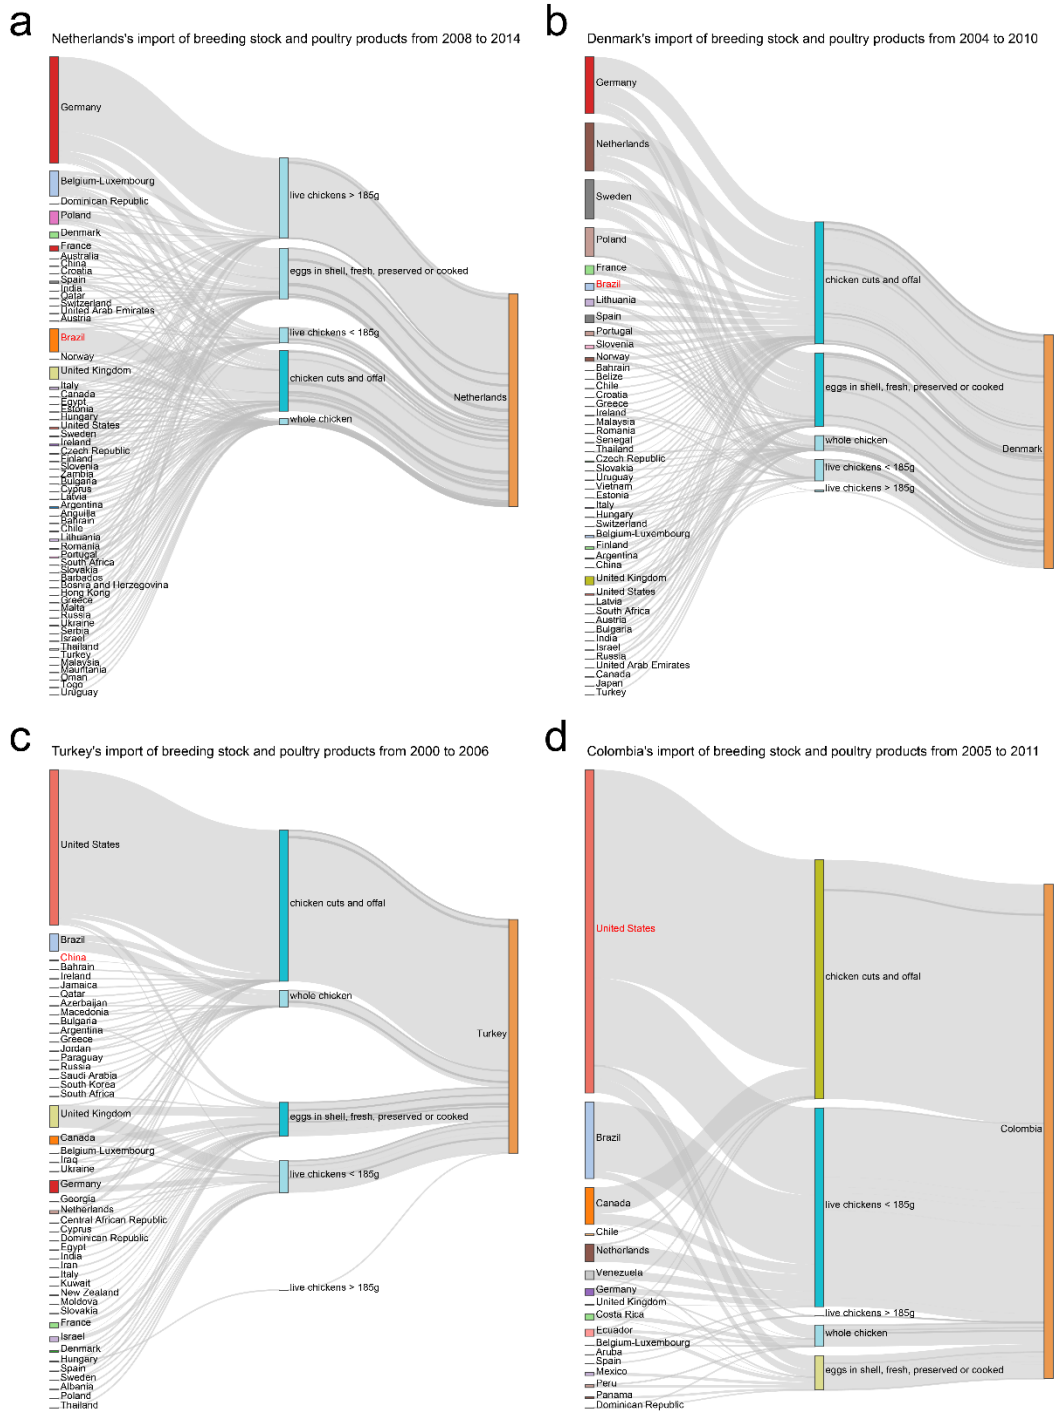 a
Netherlands's import of breeding stock and poultry products from 2008 to 2014
Germany
Belgium-Luxembourg
Dominican Republic
Poland
Denmark
France
Australia
China
Croatia
Spain
India
Qatar
Switzerland
United Arab Emirates
Austria
Brazil
Norway
United Kingdom
Italy
Canada
Egypt
Estonia
Hungary
United States
Sweden
Ireland
Czech Republic
Finland
Slovenia
Zambia
Bulgaria
Cyprus
Latvia
Argentina
Anguilla
Bahrain
Chile
Lithuania
Romania
Portugal
South Africa
Slovakia
Barbados
Bosnia and Herzegovina
Hong Kong
Greece
Malta
Russia
Ukraine
Serbia
Israel
Thailand
Turkey
Malaysia
Mauritania
Oman
Togo
Uruguay
live chickens > 185g
eggs in shell, fresh, preserved or cooked
live chickens < 185g
chicken cuts and offal
whole chicken
Netherlands
b
Denmark's import of breeding stock and poultry products from 2004 to 2010
Germany
Netherlands
Sweden
Poland
France
Brazil
Lithuania
Spain
Portugal
Slovenia
Norway
Bahrain
Belize
Chile
Croatia
Greece
Ireland
Malaysia
Romania
Senegal
Thailand
Czech Republic
Slovakia
Uruguay
Vietnam
Estonia
Italy
Hungary
Switzerland
Belgium-Luxembourg
Finland
Argentina
China
United Kingdom
United States
Latvia
South Africa
Austria
Bulgaria
India
Israel
Russia
United Arab Emirates
Canada
Japan
Turkey
chicken cuts and offal
eggs in shell, fresh, preserved or cooked
whole chicken
live chickens < 185g
live chickens > 185g
Denmark
c
Turkey's import of breeding stock and poultry products from 2000 to 2006
United States
Brazil
China
Bahrain
Ireland
Jamaica
Qatar
Azerbaijan
Macedonia
Bulgaria
Argentina
Greece
Jordan
Paraguay
Russia
Saudi Arabia
South Korea
South Africa
United Kingdom
Canada
Belgium-Luxembourg
Iraq
Ukraine
Germany
Georgia
Netherlands
Central African Republic
Cyprus
Dominican Republic
Egypt
India
Iran
Italy
Kuwait
New Zealand
Moldova
Slovakia
France
Israel
Denmark
Hungary
Spain
Sweden
Albania
Poland
Thailand
chicken cuts and offal
whole chicken
eggs in shell, fresh, preserved or cooked
live chickens < 185g
live chickens > 185g
Turkey
d
Colombia's import of breeding stock and poultry products from 2005 to 2011
United States
Brazil
Canada
Chile
Netherlands
Venezuela
Germany
United Kingdom
Costa Rica
Ecuador
Belgium-Luxembourg
Aruba
Spain
Mexico
Peru
Panama
Dominican Republic
chicken cuts and offal
live chickens < 185g
live chickens > 185g
whole chicken
eggs in shell, fresh, preserved or cooked
Colombia